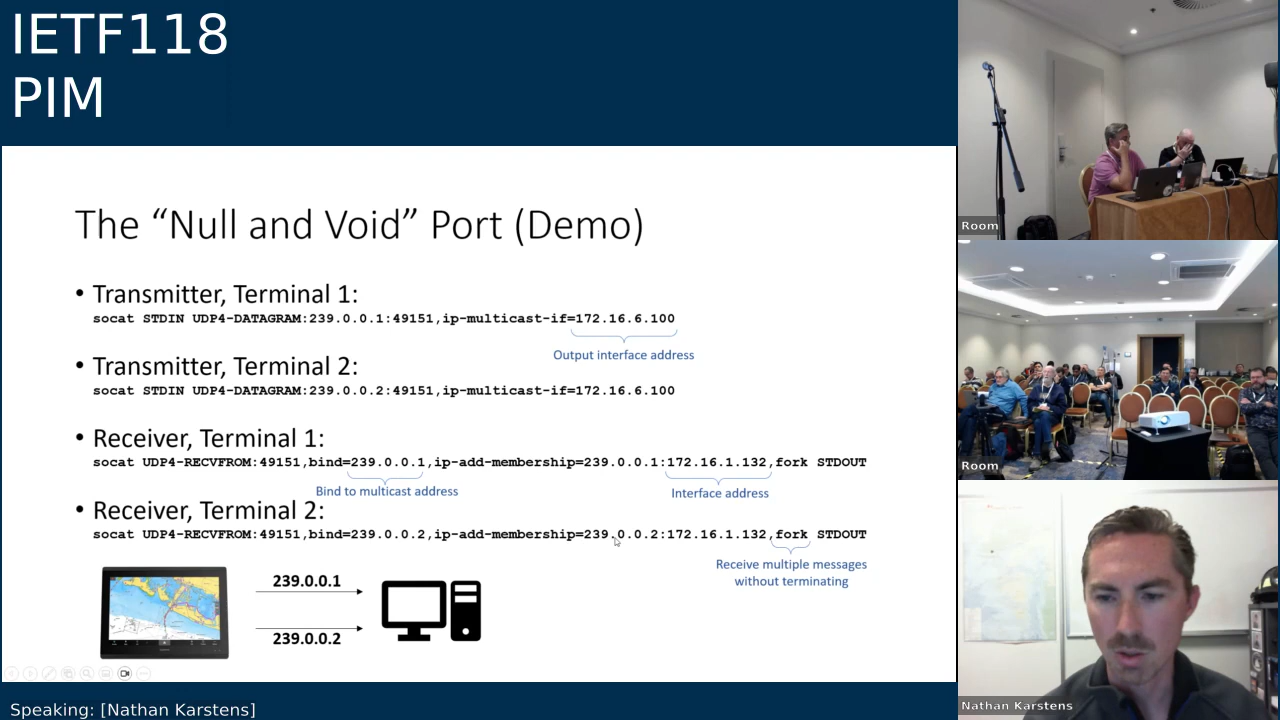 IETF118
PIM
The “Null and Void” Port (Demo)
• Transmitter, Terminal 1:
socat STDIN UDP4-DATAGRAM:239.0.0.1:49151,ip-multicast-if=172.16.6.100
Output interface address
• Transmitter, Terminal 2:
socat STDIN UDP4-DATAGRAM:239.0.0.2:49151,ip-multicast-if=172.16.6.100
• Receiver, Terminal 1:
socat UDP4-RECVFROM:49151,bind=239.0.0.1,ip-add-membership=239.0.0.1:172.16.1.132,fork STDOUT
Bind to multicast address
Interface address
• Receiver, Terminal 2:
socat UDP4-RECVFROM:49151,bind=239.0.0.2,ip-add-membership=239.0.0.2:172.16.1.132,fork STDOUT
Receive multiple messages
without terminating
239.0.0.1
239.0.0.2
Speaking: [Nathan Karstens]
Room
Room
Nathan Karstens